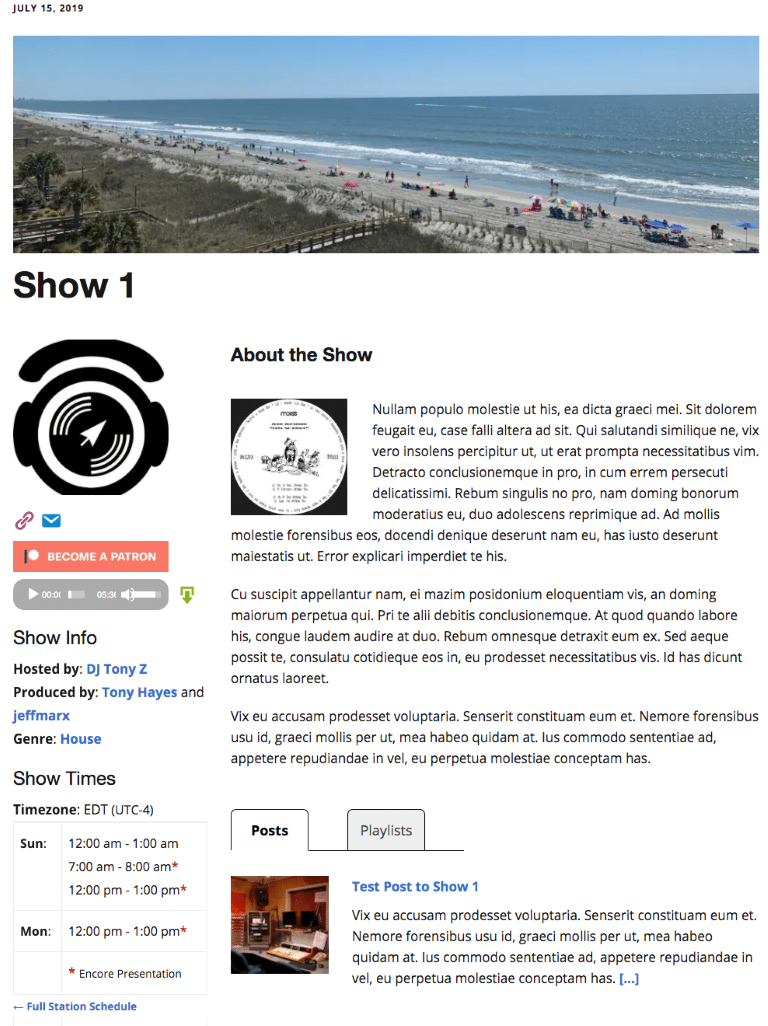 JULY 15, 2019
Show 1
BECOME A PATRON
00:00
05:36
Show Info
Hosted by: DJ Tony Z
Produced by: Tony Hayes and
jeffmarx
Genre: House
Show Times
Timezone: EDT (UTC-4)
Sun: 12:00 am - 1:00 am
7:00 am - 8:00 am*
12:00 pm - 1:00 pm*
Mon: 12:00 pm - 1:00 pm*
* Encore Presentation
← Full Station Schedule
About the Show
Nullam populo molestie ut his, ea dicta graeci mei. Sit dolorem
feugait eu, case falli altera ad sit. Qui salutandi similique ne, vix
vero insolens percipitur ut, ut erat prompta necessitatibus vim.
Detracto conclusionemque in pro, in cum errem persecuti
delicatissimi. Rebum singulis no pro, nam doming bonorum
moderatius eu, duo adolescens reprimique ad. Ad mollis
molestie forensibus eos, docendi denique deserunt nam eu, has iusto deserunt
maiestatis ut. Error explicari imperdiet te his.
Cu suscipit appellantur nam, ei mazim posidonium eloquentiam vis, an doming
maiorum perpetua qui. Pri te alii debitis conclusionemque. At quod quando labore
his, congue laudem audire at duo. Rebum omnesque detraxit eum ex. Sed aeque
possit te, consulatu cotidieque eos in, eu prodesset necessitatibus vis. Id has dicunt
ornatus laoreet.
Vix eu accusam prodesset voluptaria. Senserit constituam eum et. Nemore forensibus
usu id, graeci mollis per ut, mea habeo quidam at. Ius commodo sententiae ad,
appetere repudiandae in vel, eu perpetua molestiae conceptam has.
Posts
Playlists
Test Post to Show 1
Vix eu accusam prodesset voluptaria. Senserit constituam eum et.
Nemore forensibus usu id, graeci mollis per ut, mea habeo
quidam at. Ius commodo sententiae ad, appetere repudiandae in
vel, eu perpetua molestiae conceptam has. [...]